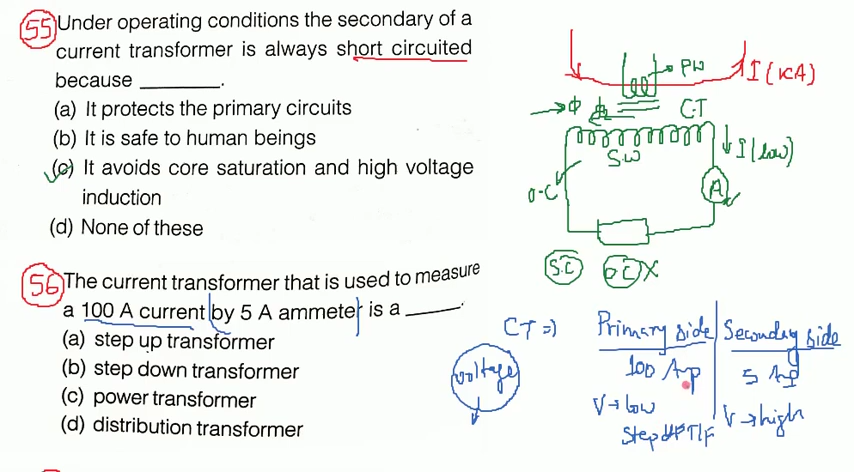 55 Under operating conditions the secondary of a
current transformer is always short circuited
because ________.
(a) It protects the primary circuits
(b) It is safe to human beings
(c) It avoids core saturation and high voltage
induction
(d) None of these
I (KA)
PW
C.T
Φ
S.W
I (low)
O-C
A
S.C O.C X
56 The current transformer that is used to measure
a 100 A current by 5 A ammeter is a ______.
(a) step up transformer
(b) step down transformer
(c) power transformer
(d) distribution transformer
CT ⇒ Primary side Secondary side
100 Amp 5 Amp
voltage
V→low V→high
Step UP T/F